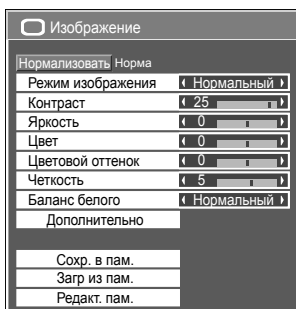 Изображение
Нормализовать Норма
Режим изображения Нормальный
Контраст 25
Яркость 0
Цвет 0
Цветовой оттенок 0
Четкость 5
Баланс белого Нормальный
Дополнительно
Сохр. в пам.
Загр из пам.
Редакт. пам.